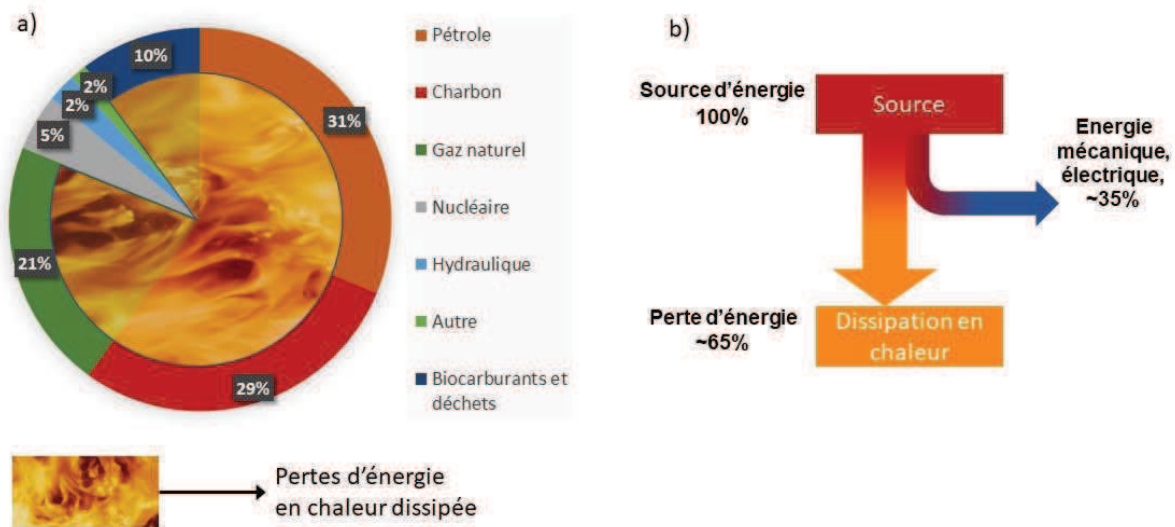 a)
10%
2%
2%
5%
21%
29%
31%
Pétrole
Charbon
Gaz naturel
Nucléaire
Hydraulique
Autre
Biocarburants et
déchets
Pertes d'énergie
en chaleur dissipée
b)
Source d'énergie
100%
Source
Energie
mécanique,
électrique,
~35%
Perte d'énergie
~65%
Dissipation en
chaleur